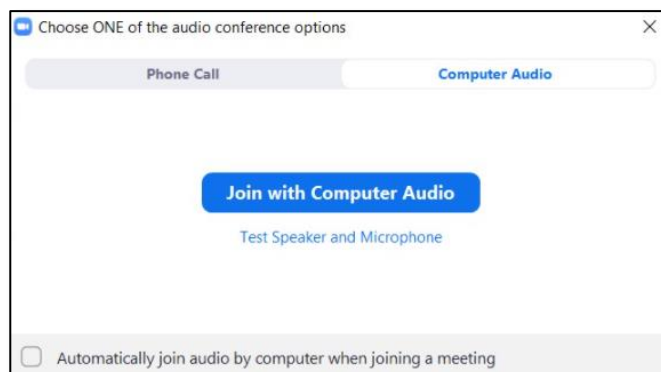 Choose ONE of the audio conference options
Phone Call
Computer Audio
Join with Computer Audio
Test Speaker and Microphone
Automatically join audio by computer when joining a meeting